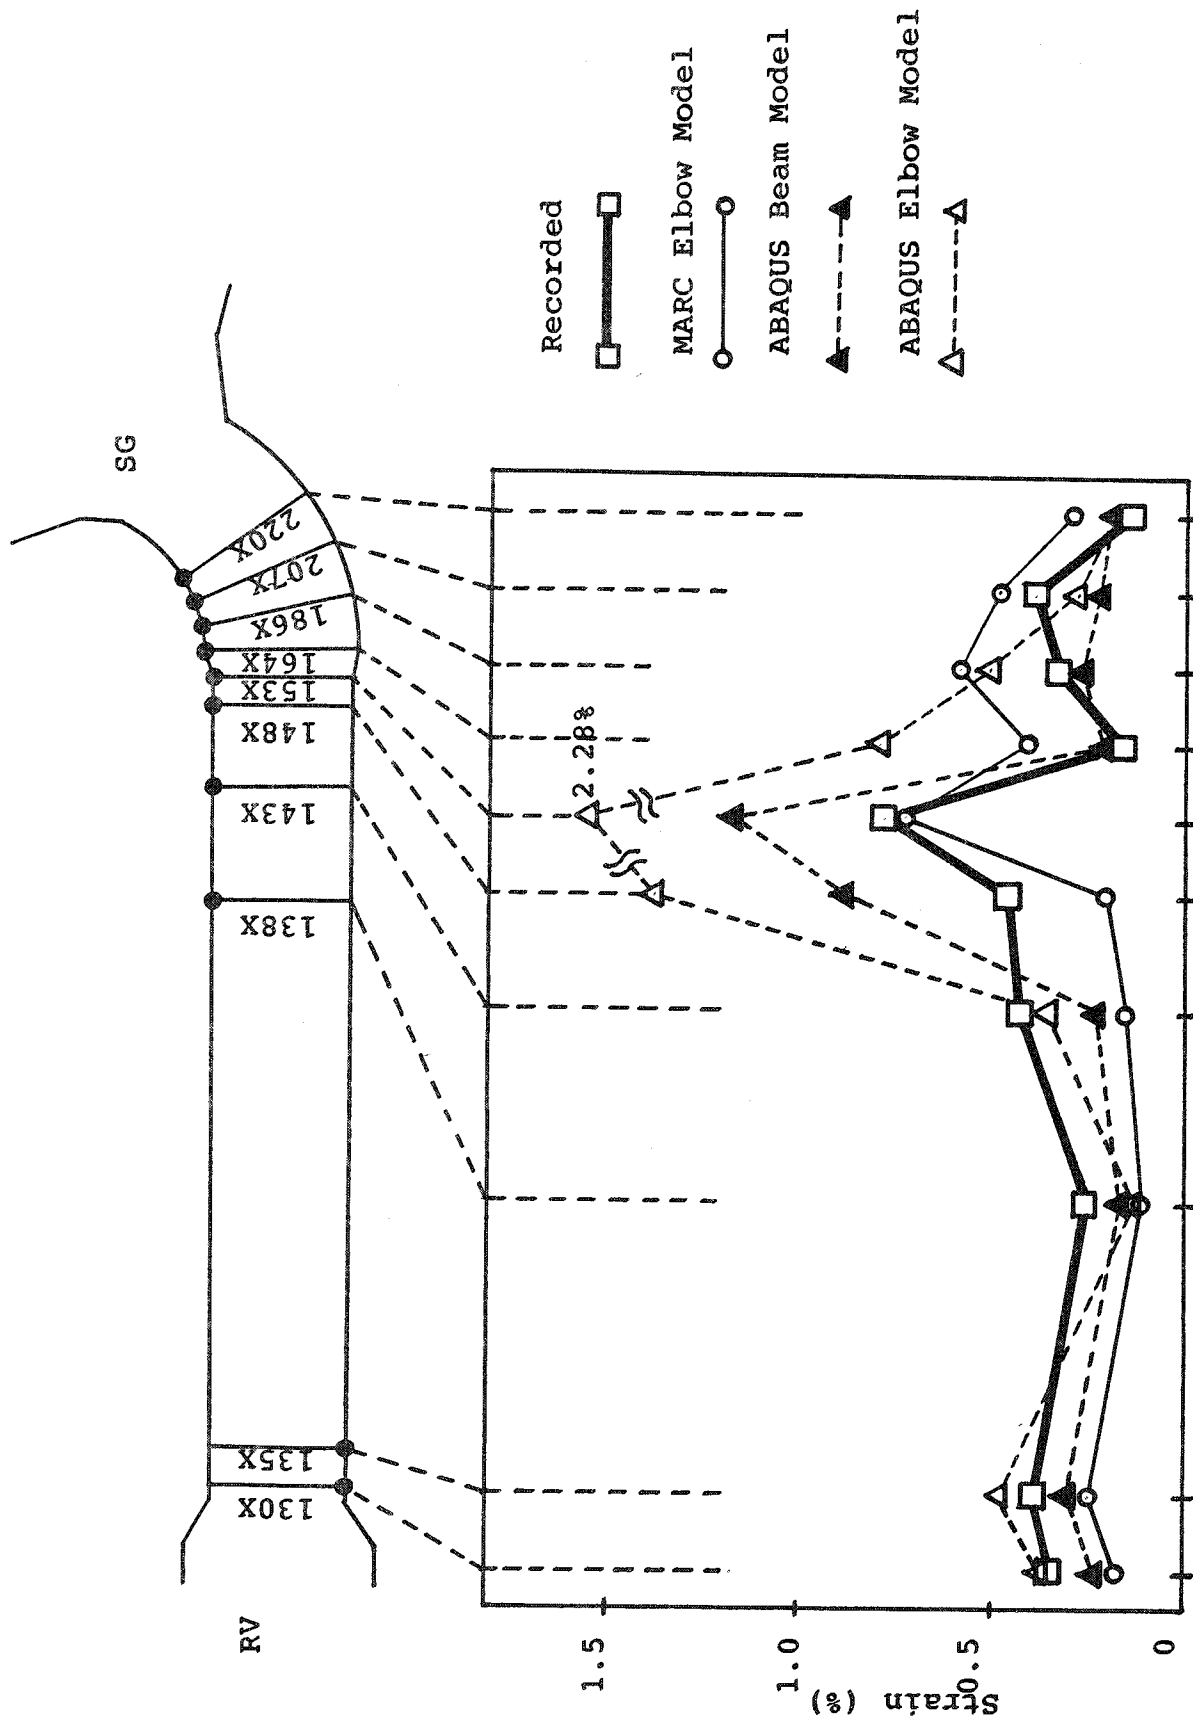 SG
RV
130X
135X
138X
143X
148X
153X
164X
186X
207X
220X
Recorded
MARC Elbow Model
ABAQUS Beam Model
ABAQUS Elbow Model
2.28%
Strain (%)
1.5
1.0
0.5
0